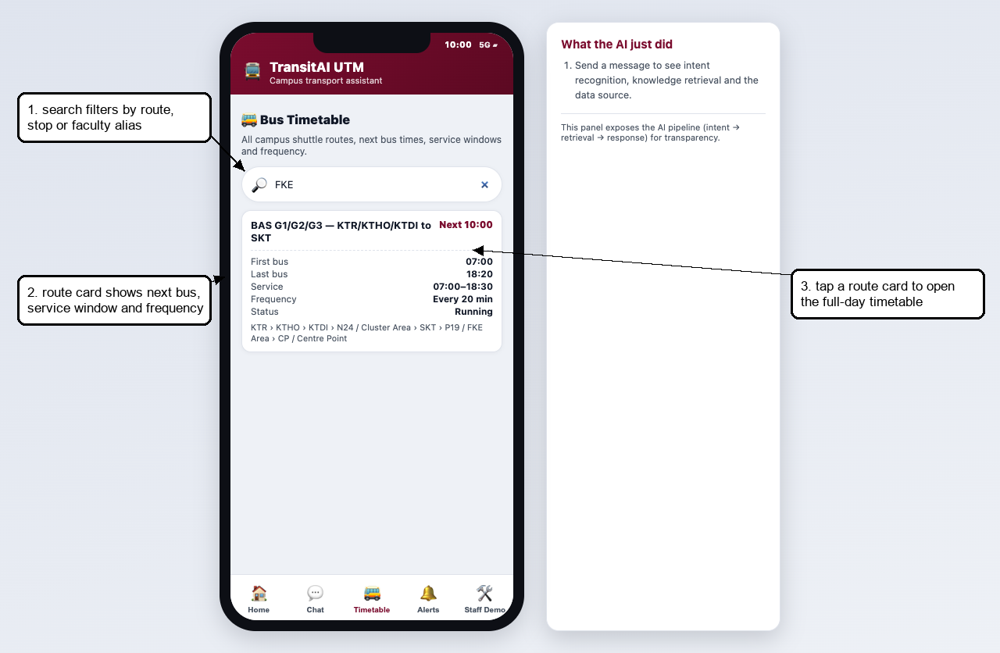 1. search filters by route,
stop or faculty alias
2. route card shows next bus,
service window and frequency
10:00 5G
TransitAI UTM
Campus transport assistant
Bus Timetable
All campus shuttle routes, next bus times, service windows
and frequency.
FKE ×
BAS G1/G2/G3 — KTR/KTHO/KTDI to
SKT
Next 10:00
First bus 07:00
Last bus 18:20
Service 07:00–18:30
Frequency Every 20 min
Status Running
KTR › KTHO › KTDI › N24 / Cluster Area › SKT › P19 / FKE
Area › CP / Centre Point
Home Chat Timetable Alerts Staff Demo
What the AI just did
1. Send a message to see intent
recognition, knowledge retrieval and the
data source.
This panel exposes the AI pipeline (intent →
retrieval → response) for transparency.
3. tap a route card to open
the full-day timetable